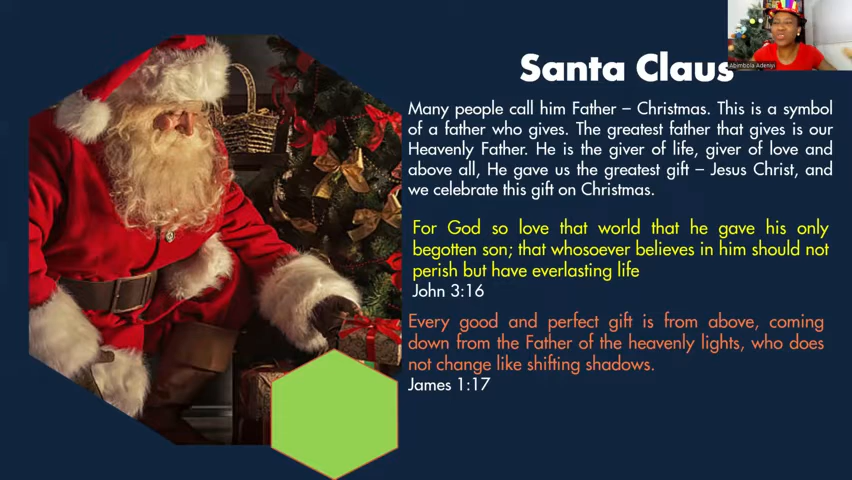 Santa Claus
Abimbola Adeniyi
Many people call him Father – Christmas. This is a symbol
of a father who gives. The greatest father that gives is our
Heavenly Father. He is the giver of life, giver of love and
above all, He gave us the greatest gift – Jesus Christ, and
we celebrate this gift on Christmas.
For God so love that world that he gave his only
begotten son; that whosoever believes in him should not
perish but have everlasting life
John 3:16
Every good and perfect gift is from above, coming
down from the Father of the heavenly lights, who does
not change like shifting shadows.
James 1:17